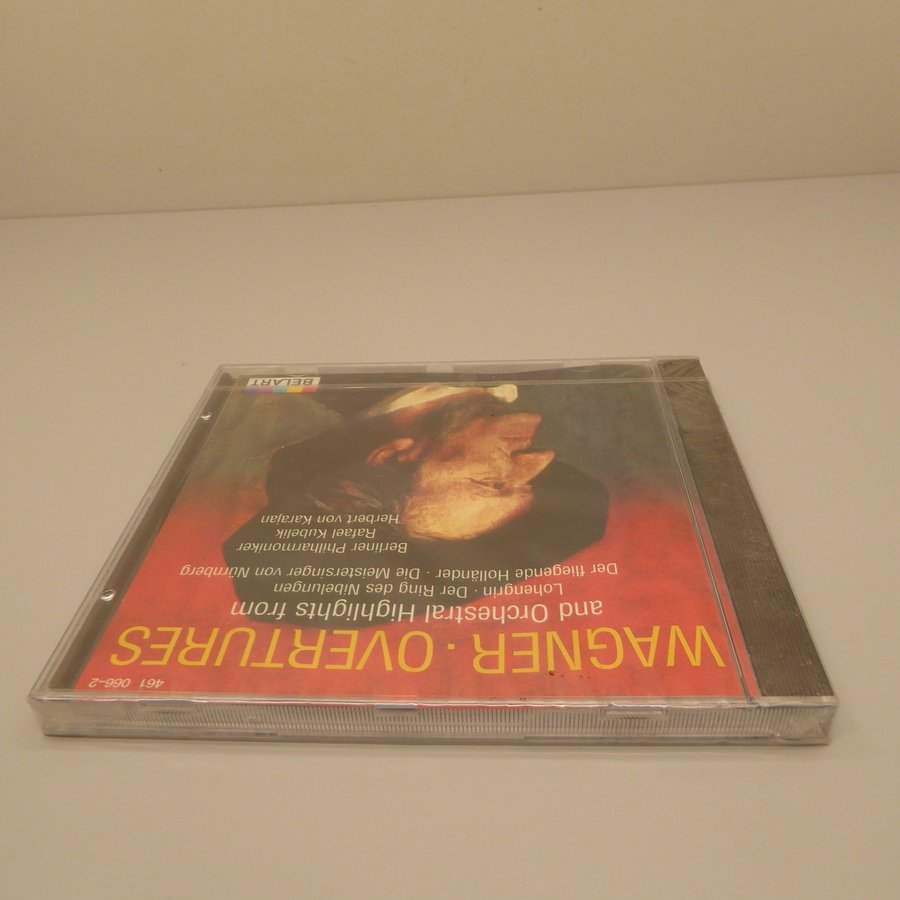 461 066-2
WAGNER · OVERTURES
and Orchestral Highlights from
Lohengrin · Der Ring des Nibelungen
Der fliegende Holländer · Die Meistersinger von Nürnberg
Berliner Philharmoniker
Rafael Kubelik
Herbert von Karajan
BELART